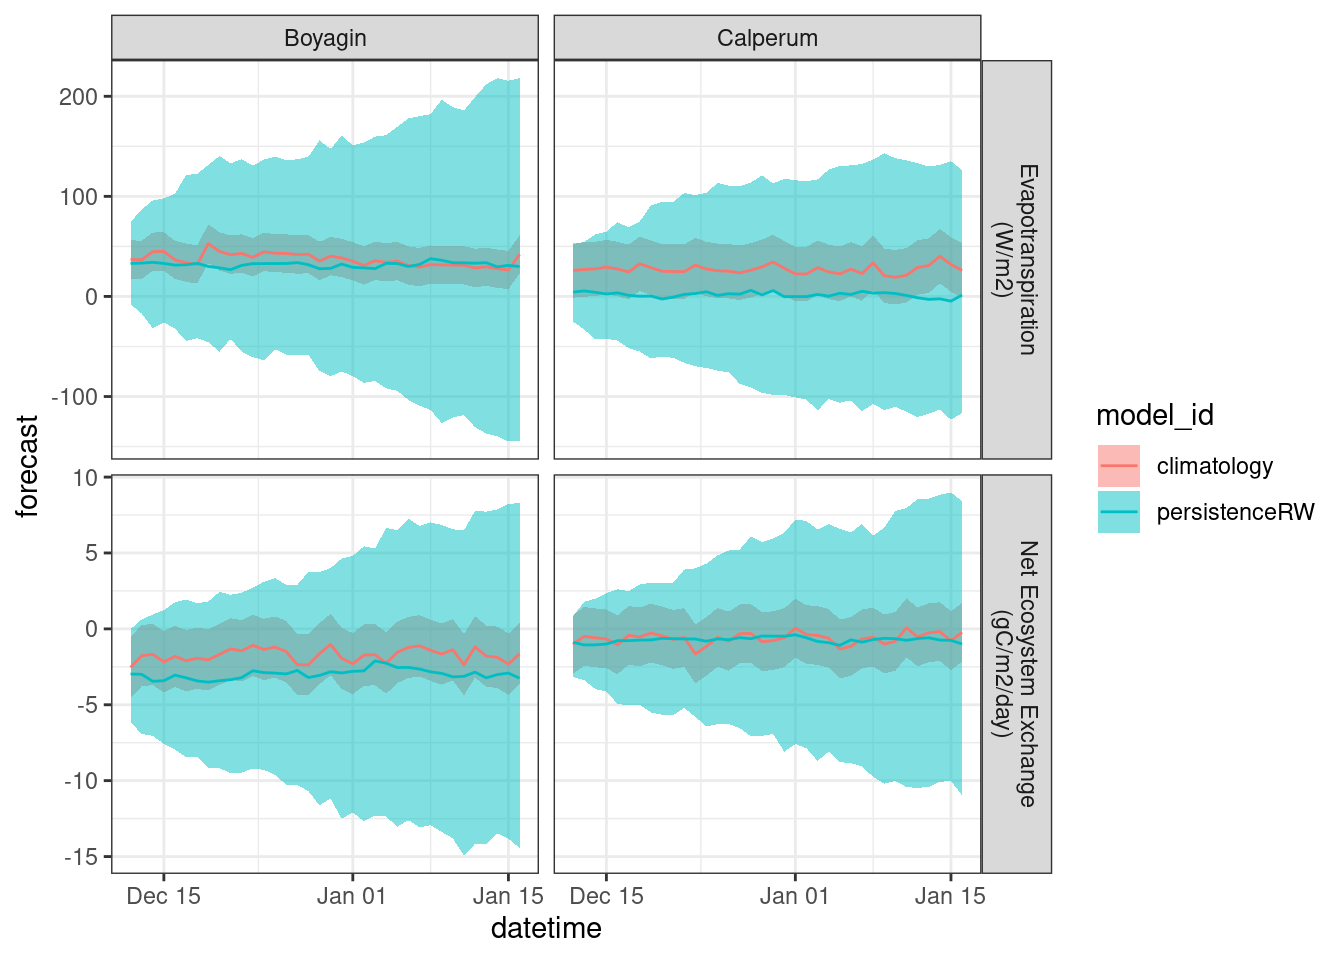 Boyagin
Calperum
200
100
0
-100
Evapotranspiration
(W/m2)
forecast
10
5
0
-5
-10
-15
Net Ecosystem Exchange
(gC/m2/day)
Dec 15
Jan 01
Jan 15
Dec 15
Jan 01
Jan 15
datetime
model_id
climatology
persistenceRW